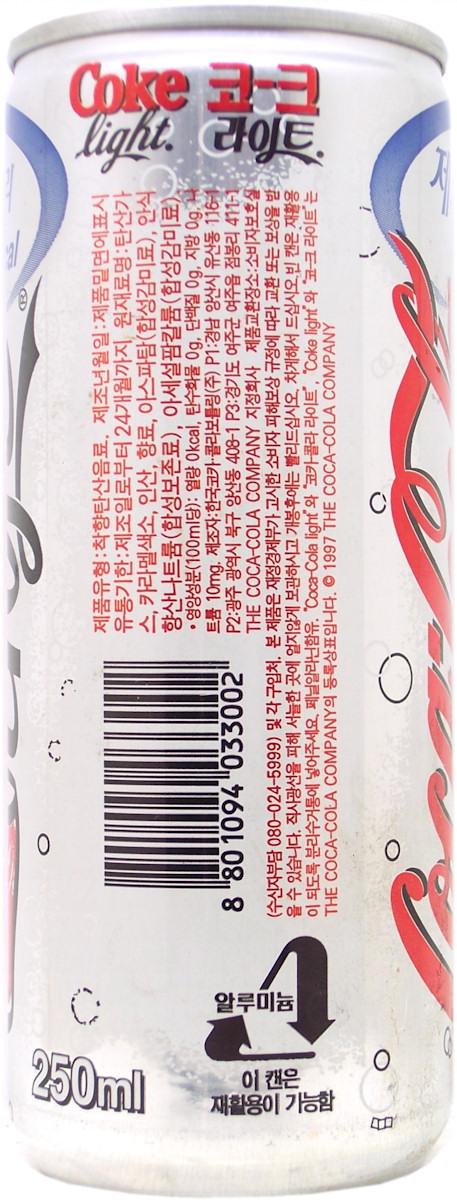 Coke 코-크
light. 라이트.
제품유형:착향탄산음료, 제조년월일:제품밑면에표시
유통기한:제조일로부터 24개월까지, 원재료명:탄산가
스, 카라멜색소, 인산, 향료, 아스파탐(합성감미료), 안식
향산나트륨(합성보존료), 아세설팜칼륨(합성감미료)
• 영양성분(100ml당): 열량 0kcal, 탄수화물 0g, 단백질 0g, 지방 0g, 나
트륨 10mg. 제조자:한국코카·콜라보틀링(주) P1:경남 양산시 유산동 116-1
P2:광주 광역시 북구 양산동 408-1 P3:경기도 여주군 여주읍 점봉리 411-1
THE COCA-COLA COMPANY 지정회사 제품교환장소:소비자보호실
(수신자부담 080-024-5999) 및 각 구입처, 본 제품은 재정경제부가 고시한 소비자 피해보상 규정에 따라 교환 또는 보상을 받
을 수 있습니다. 직사광선을 피해 서늘한 곳에 얼지않게 보관하시고, 개봉후에는 빨리드십시오. 차게해서 드십시오. 빈 캔은 재활용
이 되도록 분리수거통에 넣어주세요. 페닐알라닌함유. "Coca-Cola light"와 "코카-콜라 라이트", "Coke light"와 "코-크 라이트"는
THE COCA-COLA COMPANY의 등록상표입니다. © 1997 THE COCA-COLA COMPANY
8 801094 033002
알루미늄
이 캔은
재활용이 가능함
250ml
제
Coca-Cola
®